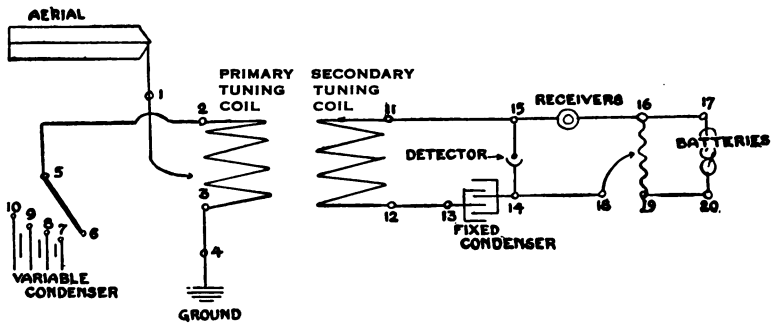 AERIAL
PRIMARY
TUNING
COIL
SECONDARY
TUNING
COIL
RECEIVERS
1
2
11
15
16
17
BATTERIES
DETECTOR
5
3
10
9
8
7
6
12
13
14
18
19
20.
FIXED
CONDENSER
4
VARIABLE
CONDENSER
GROUND